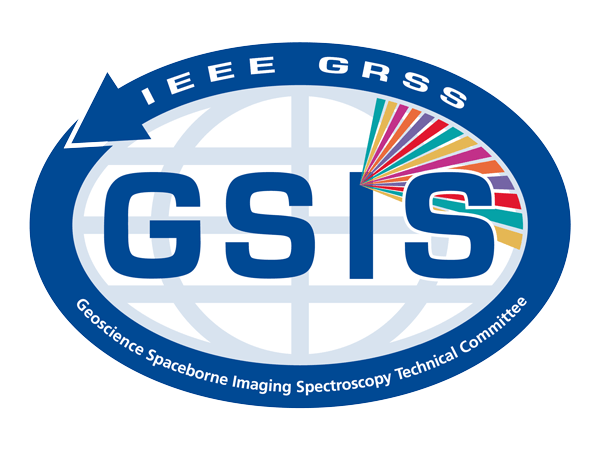 IEEE GRSS
GSIS
Geoscience Spaceborne Imaging Spectroscopy Technical Committee